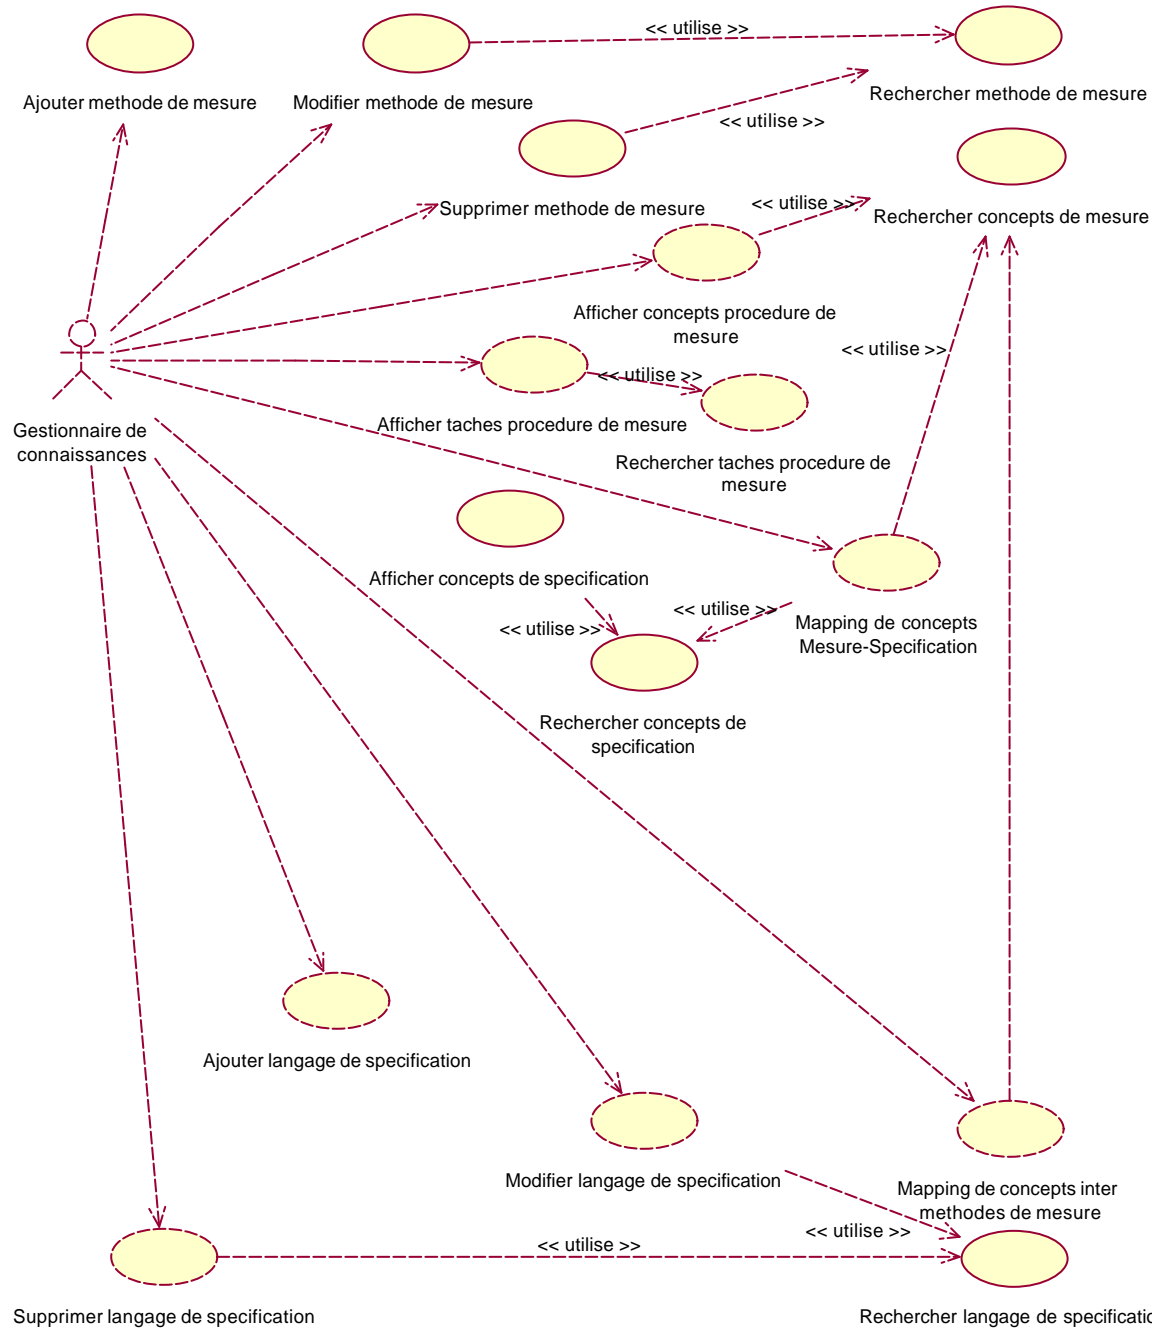 << utilise >>
Ajouter methode de mesure
Modifier methode de mesure
Rechercher methode de mesure
<< utilise >>
Supprimer methode de mesure
<< utilise >>
Rechercher concepts de mesure
Afficher concepts procedure de
mesure
<< utilise >>
<< utilise >>
Afficher taches procedure de mesure
Gestionnaire de
connaissances
Rechercher taches procedure de
mesure
Afficher concepts de specification
<< utilise >>
<< utilise >>
Mapping de concepts
Mesure-Specification
Rechercher concepts de
specification
Ajouter langage de specification
Modifier langage de specification
Mapping de concepts inter
methodes de mesure
<< utilise >>
<< utilise >>
Supprimer langage de specification
Rechercher langage de specificatio